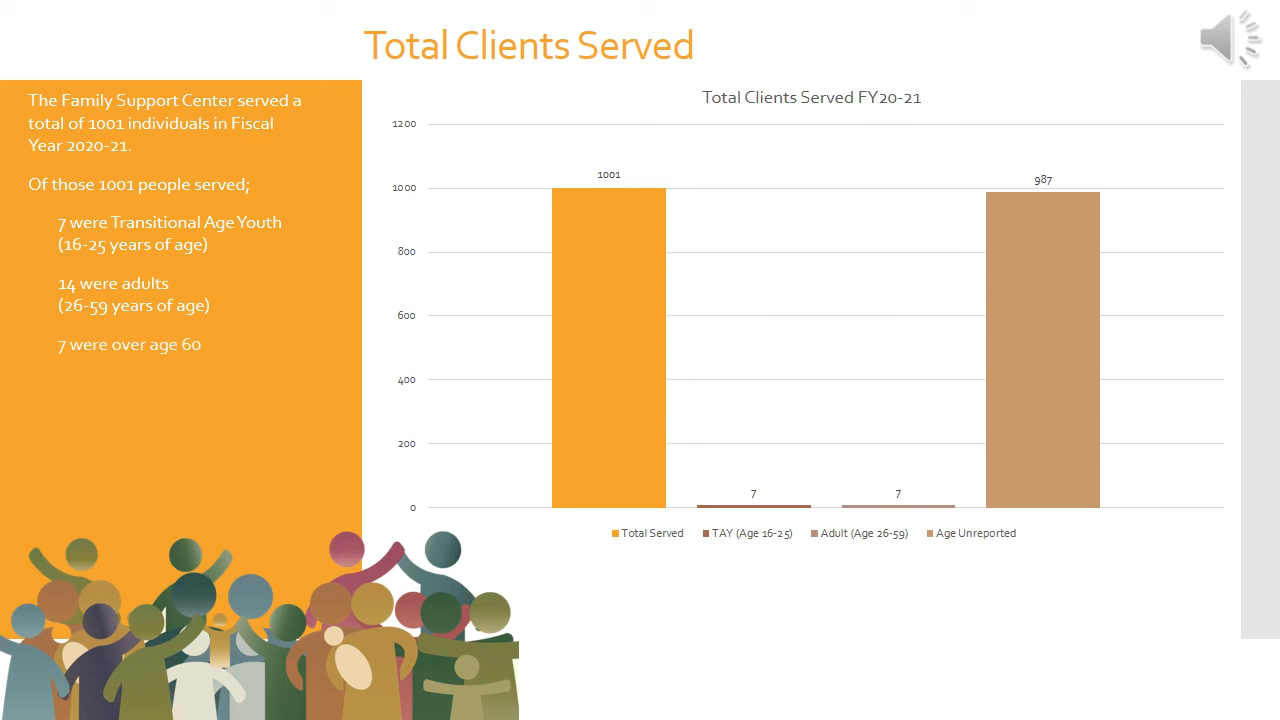 Total Clients Served
The Family Support Center served a
total of 1001 individuals in Fiscal
Year 2020-21.
Of those 1001 people served;
7 were Transitional Age Youth
(16-25 years of age)
14 were adults
(26-59 years of age)
7 were over age 60
Total Clients Served FY20-21
1200
1000
800
600
400
200
0
1001
7
7
987
Total Served
TAY (Age 16-25)
Adult (Age 26-59)
Age Unreported